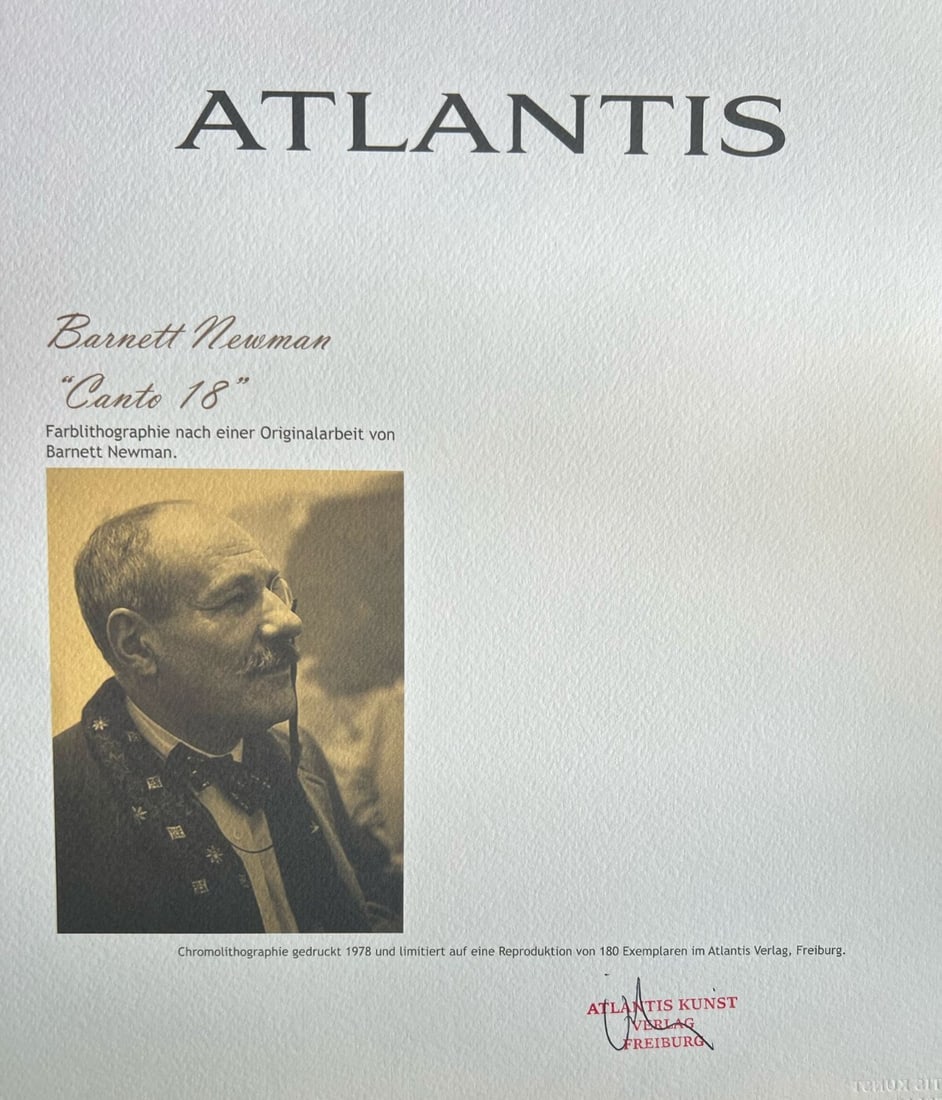 ATLANTIS
Barnett Newman
“Canto 18”
Farblithographie nach einer Originalarbeit von
Barnett Newman.
Chromolithographie gedruckt 1978 und limitiert auf eine Reproduktion von 180 Exemplaren im Atlantis Verlag, Freiburg.
ATLANTIS KUNST
VERLAG
FREIBURG